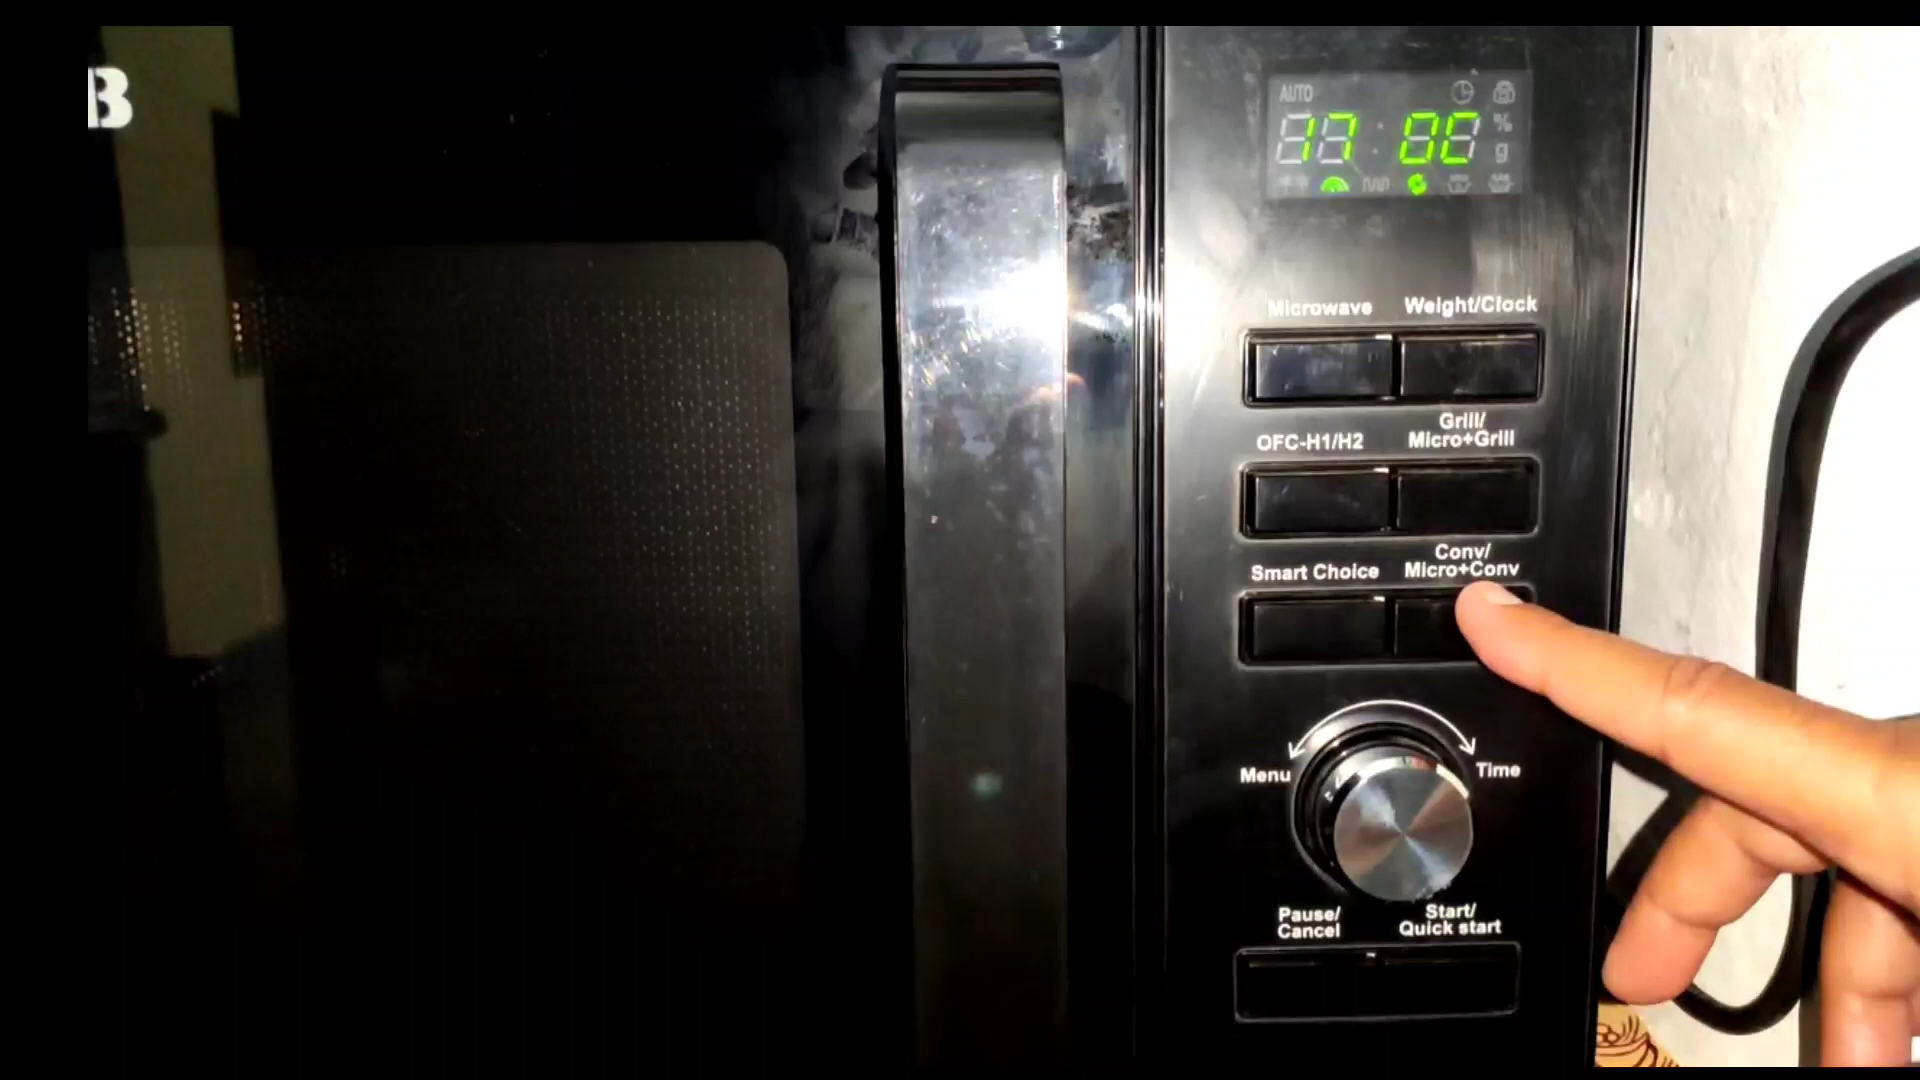 B
AUTO
170C
%
g
Microwave
Weight/Clock
OFC-H1/H2
Grill/
Micro+Grill
Smart Choice
Conv/
Micro+Conv
Menu
Time
Pause/
Cancel
Start/
Quick start